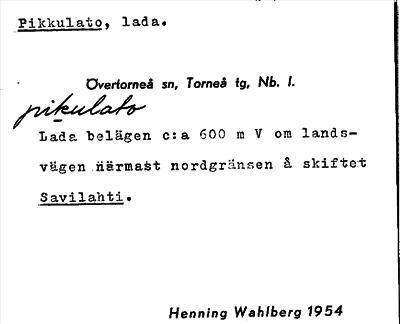 Pikkulato, lada.
Övertorneå sn, Torneå tg, Nb. l.
pikulato
Lada belägen c:a 600 m V om lands-
vägen närmast nordgränsen å skiftet
Savilahti.
Henning Wahlberg 1954